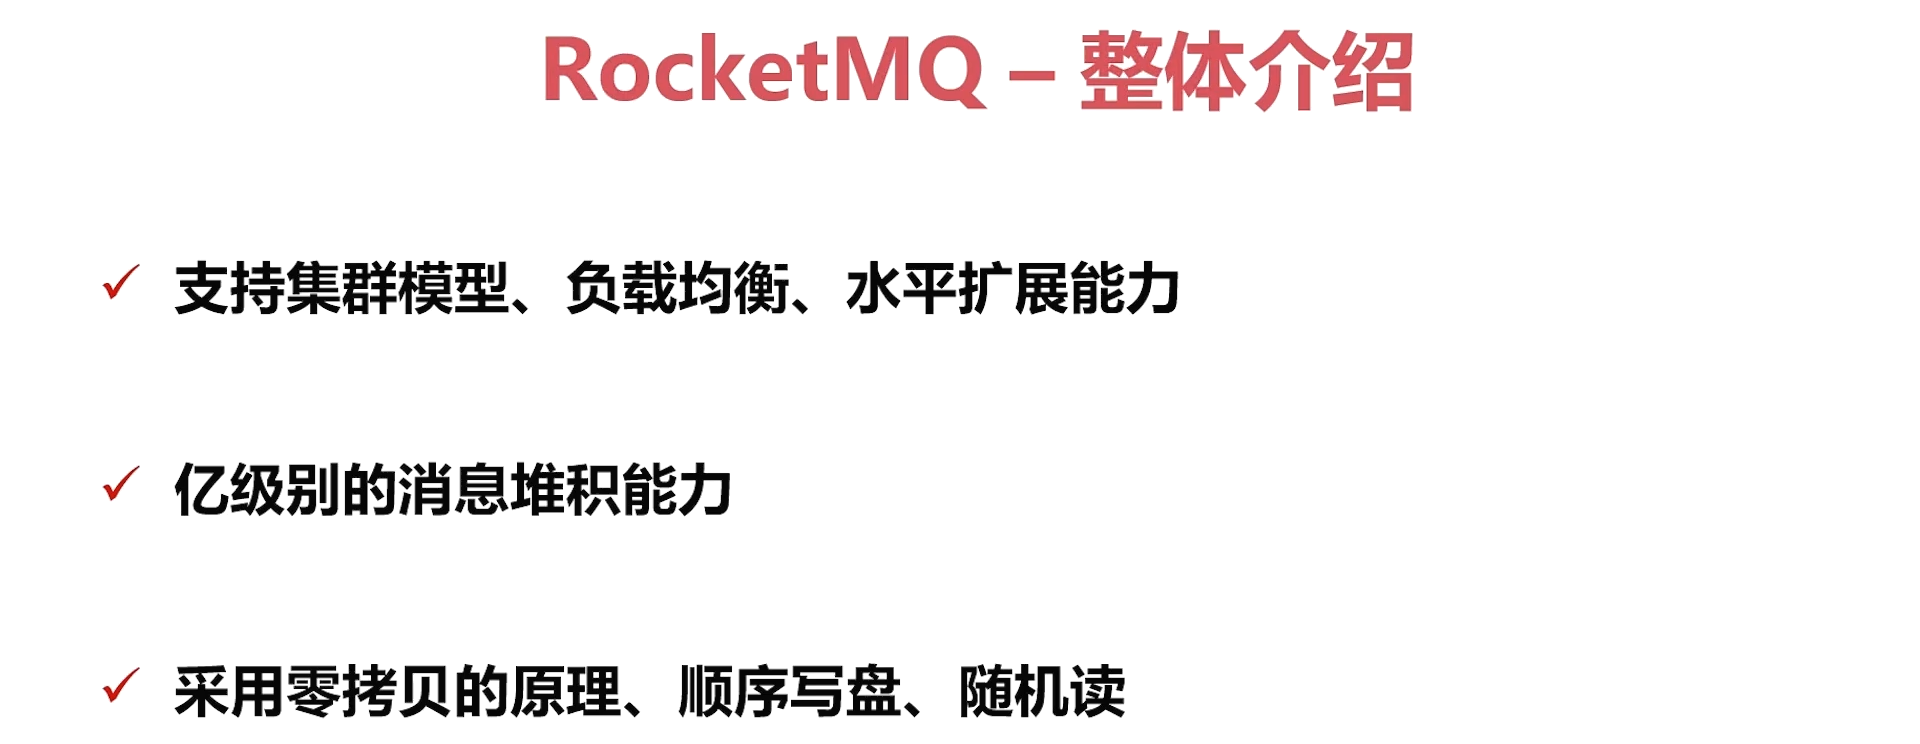 RocketMQ – 整体介绍
支持集群模型、负载均衡、水平扩展能力
亿级别的消息堆积能力
采用零拷贝的原理、顺序写盘、随机读